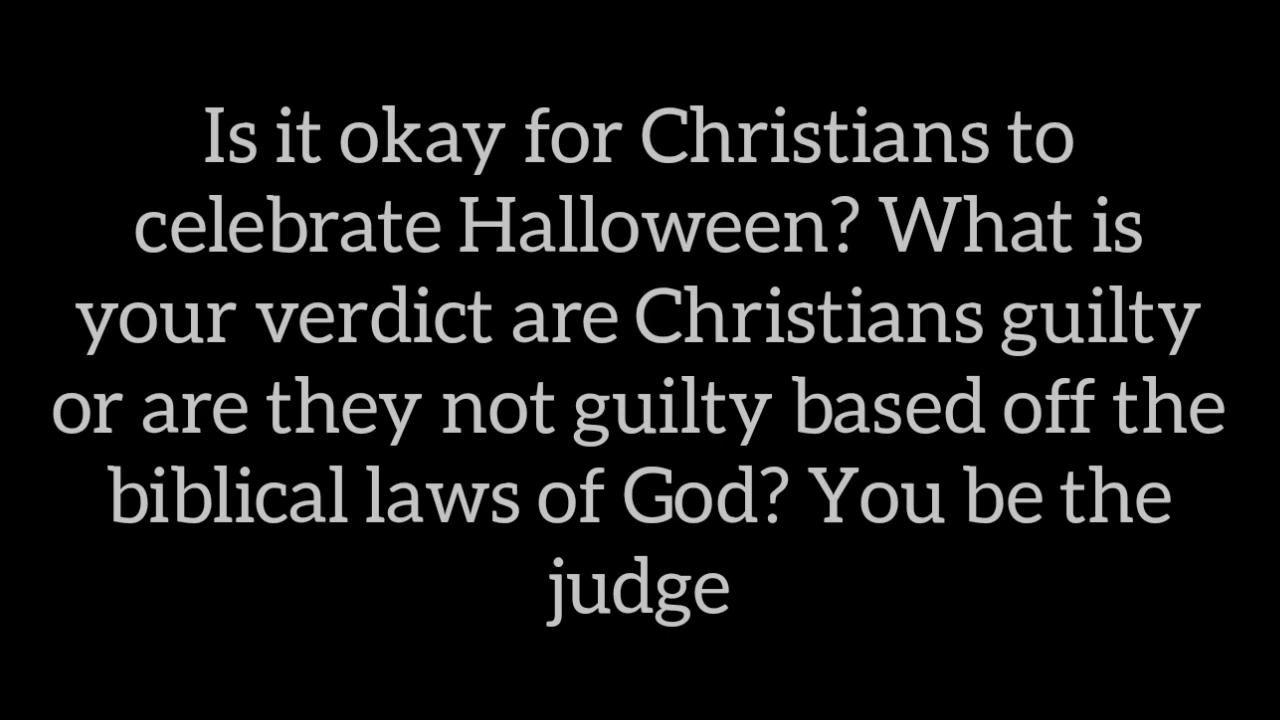 Is it okay for Christians to
celebrate Halloween? What is
your verdict are Christians guilty
or are they not guilty based off the
biblical laws of God? You be the
judge